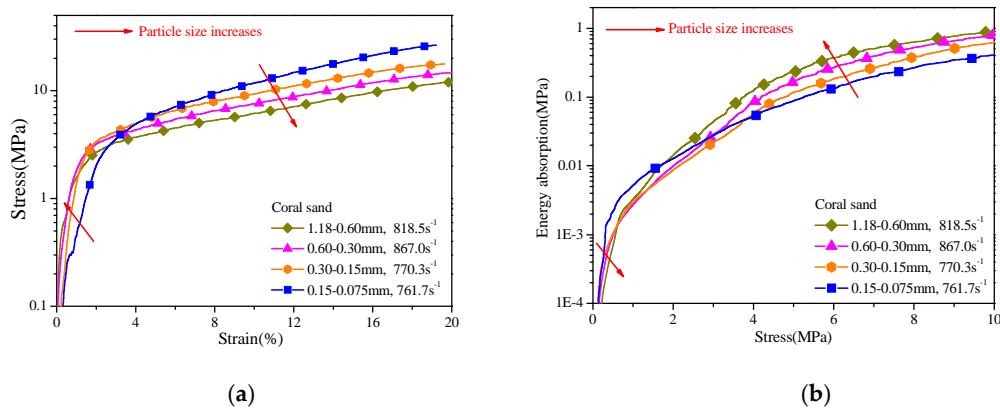 (a)
Particle size increases
Stress(MPa)
10
1
0.1
Coral sand
1.18-0.60mm, 818.5s⁻¹
0.60-0.30mm, 867.0s⁻¹
0.30-0.15mm, 770.3s⁻¹
0.15-0.075mm, 761.7s⁻¹
0 4 8 12 16 20
Strain(%)
(b)
Particle size increases
Energy absorption(MPa)
1
0.1
0.01
1E-3
1E-4
Coral sand
1.18-0.60mm, 818.5s⁻¹
0.60-0.30mm, 867.0s⁻¹
0.30-0.15mm, 770.3s⁻¹
0.15-0.075mm, 761.7s⁻¹
0 2 4 6 8 10
Stress(MPa)
(a)
(b)